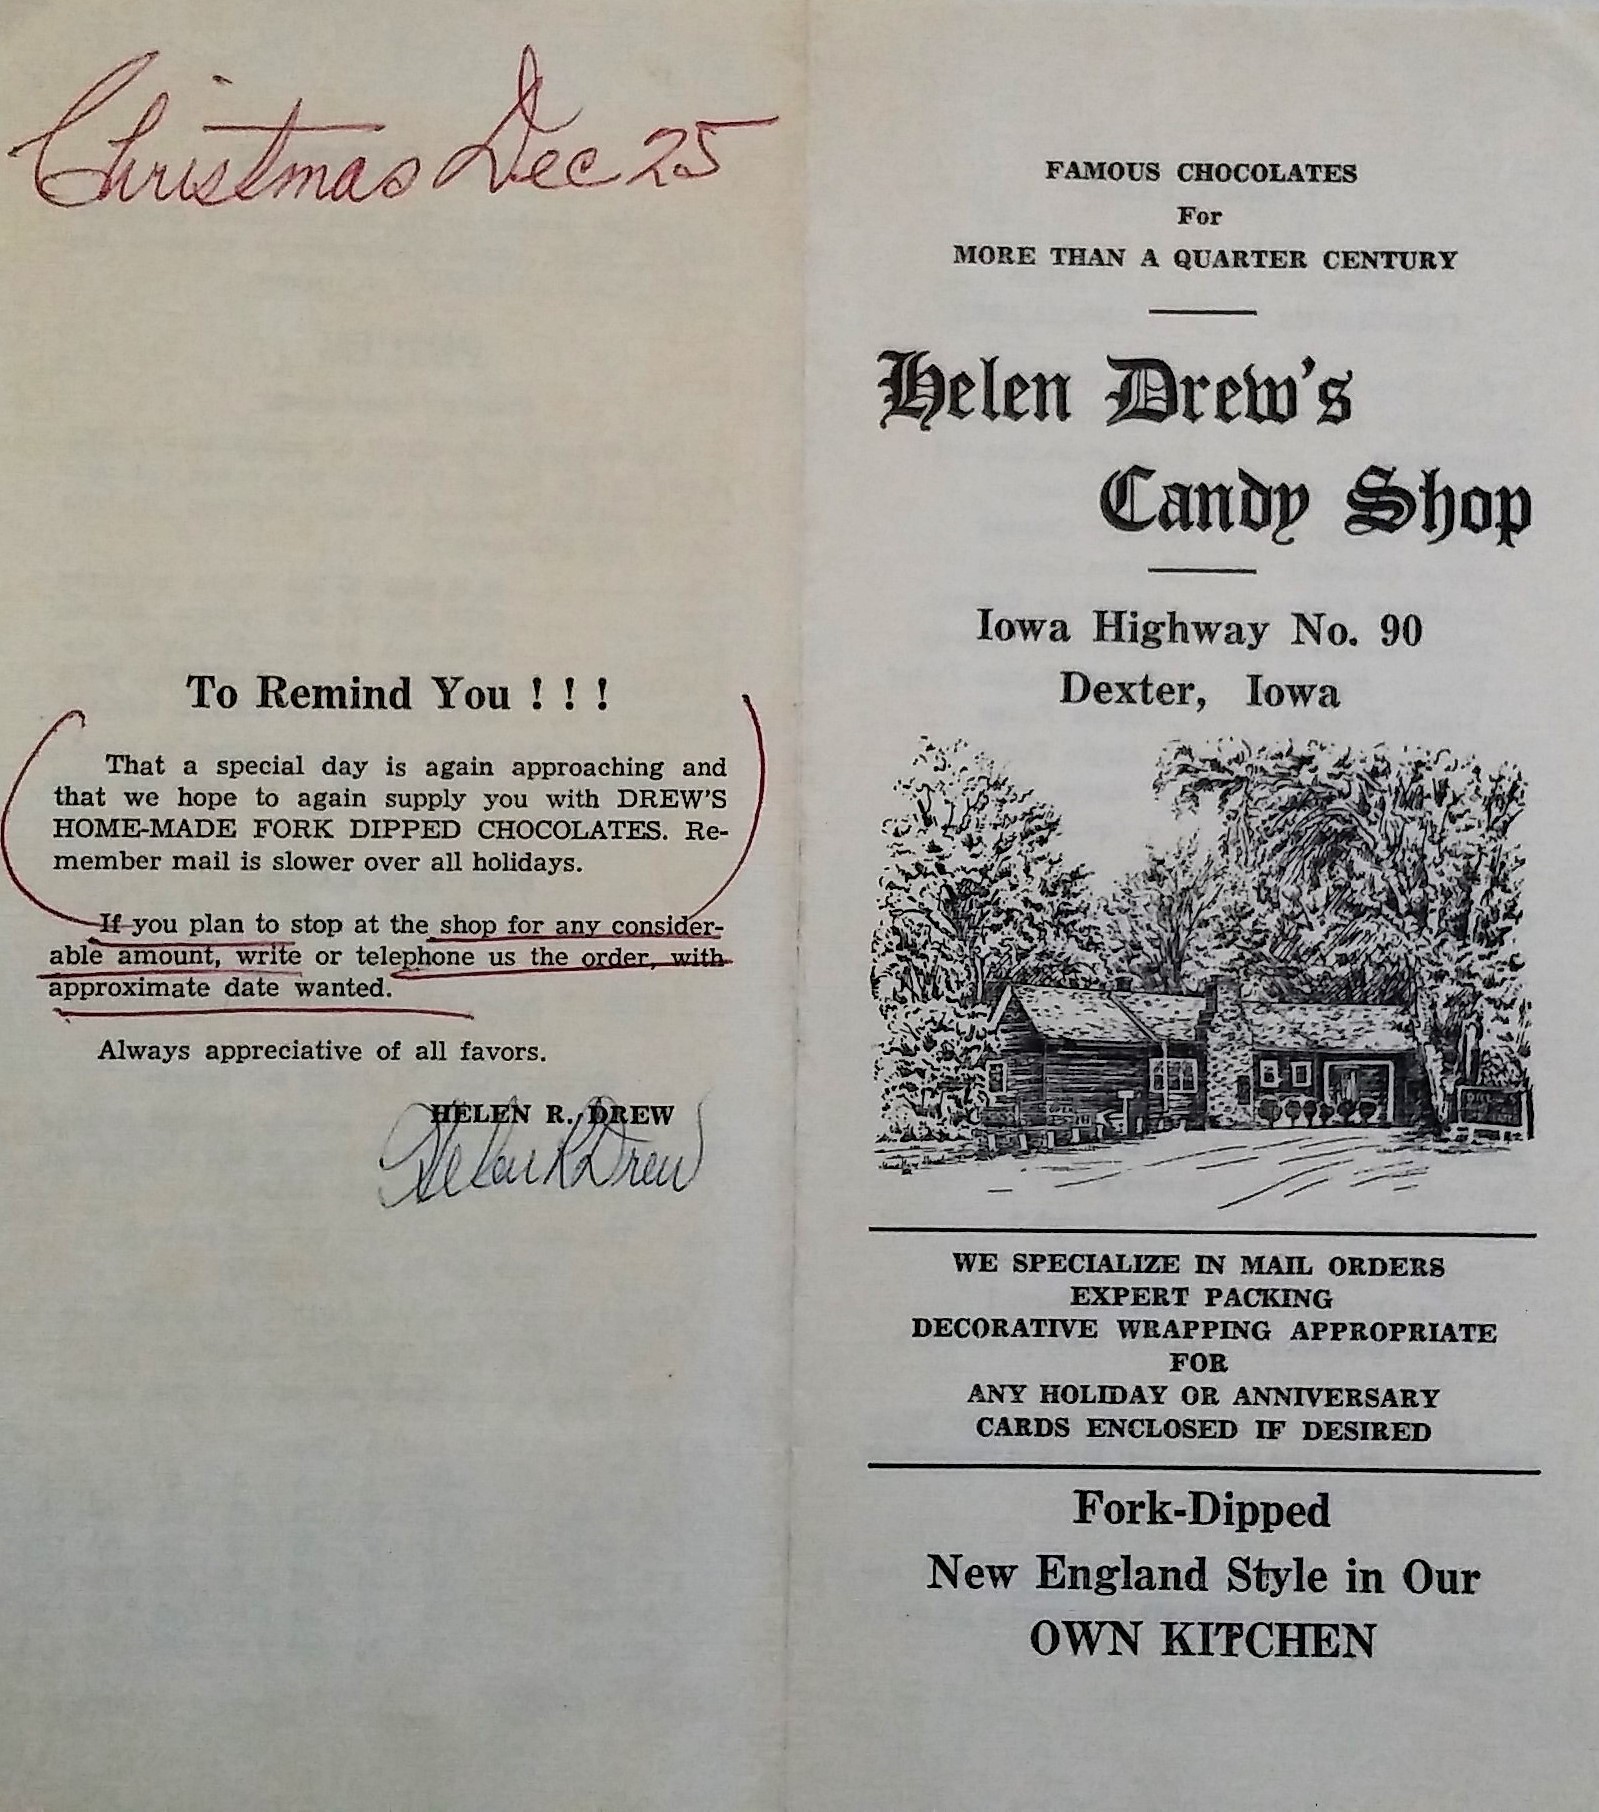 Christmas Dec 25
To Remind You ! ! !
That a special day is again approaching and
that we hope to again supply you with DREW'S
HOME-MADE FORK DIPPED CHOCOLATES. Re-
member mail is slower over all holidays.
If you plan to stop at the shop for any consider-
able amount, write or telephone us the order, with
approximate date wanted.
Always appreciative of all favors.
HELEN R. DREW
Helen R Drew
FAMOUS CHOCOLATES
For
MORE THAN A QUARTER CENTURY
Helen Drew's
Candy Shop
Iowa Highway No. 90
Dexter, Iowa
OPEN
WE SPECIALIZE IN MAIL ORDERS
EXPERT PACKING
DECORATIVE WRAPPING APPROPRIATE
FOR
ANY HOLIDAY OR ANNIVERSARY
CARDS ENCLOSED IF DESIRED
Fork-Dipped
New England Style in Our
OWN KITCHEN